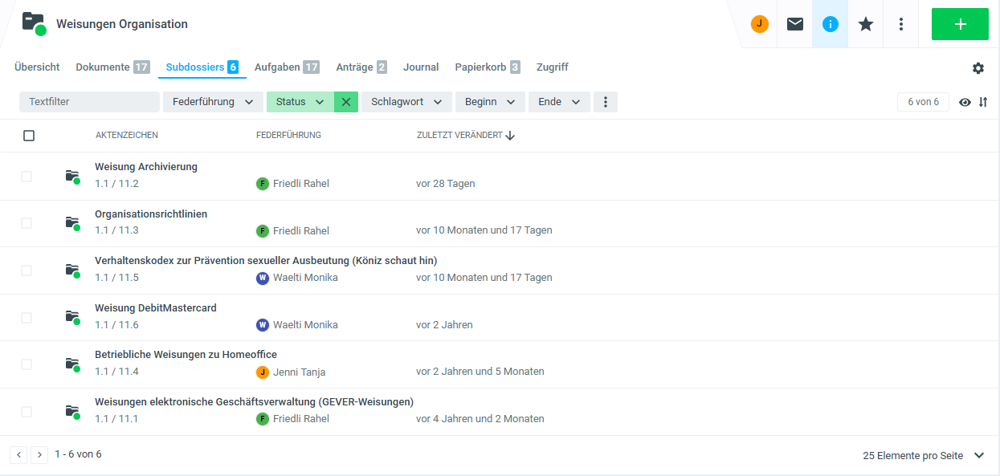 Weisungen Organisation
J
Übersicht Dokumente 17 Subdossiers 6 Aufgaben 17 Anträge 2 Journal Papierkorb 3 Zugriff
Textfilter Federführung Status Schlagwort Beginn Ende 6 von 6
AKTENZEICHEN FEDERFÜHRUNG ZULETZT VERÄNDERT
Weisung Archivierung
1.1 / 11.2 F Friedli Rahel vor 28 Tagen
Organisationsrichtlinien
1.1 / 11.3 F Friedli Rahel vor 10 Monaten und 17 Tagen
Verhaltenskodex zur Prävention sexueller Ausbeutung (Köniz schaut hin)
1.1 / 11.5 W Waelti Monika vor 10 Monaten und 17 Tagen
Weisung DebitMastercard
1.1 / 11.6 W Waelti Monika vor 2 Jahren
Betriebliche Weisungen zu Homeoffice
1.1 / 11.4 J Jenni Tanja vor 2 Jahren und 5 Monaten
Weisungen elektronische Geschäftsverwaltung (GEVER-Weisungen)
1.1 / 11.1 F Friedli Rahel vor 4 Jahren und 2 Monaten
1 - 6 von 6 25 Elemente pro Seite